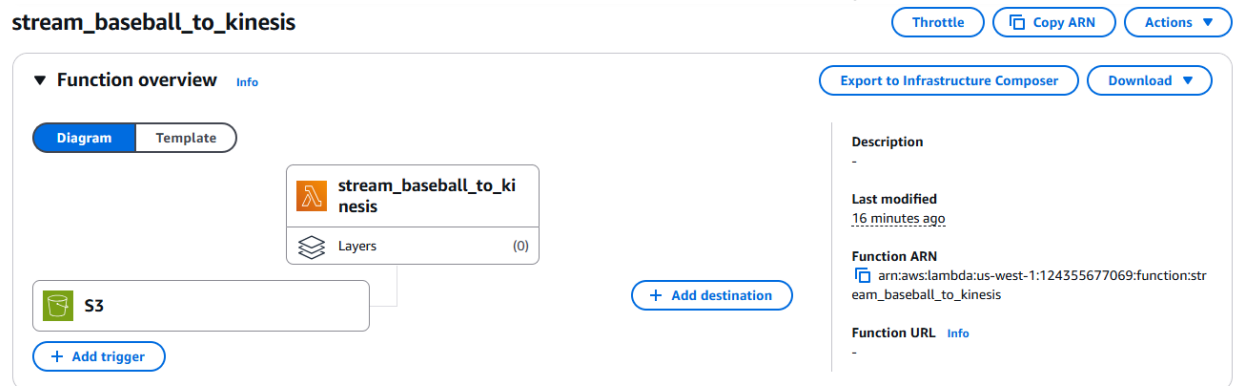 stream_baseball_to_kinesis
Throttle
Copy ARN
Actions
Function overview
Info
Export to Infrastructure Composer
Download
Diagram
Template
stream_baseball_to_ki
nesis
Layers
(0)
S3
+ Add trigger
+ Add destination
Description
-
Last modified
16 minutes ago
Function ARN
arn:aws:lambda:us-west-1:124355677069:function:str
eam_baseball_to_kinesis
Function URL Info
-